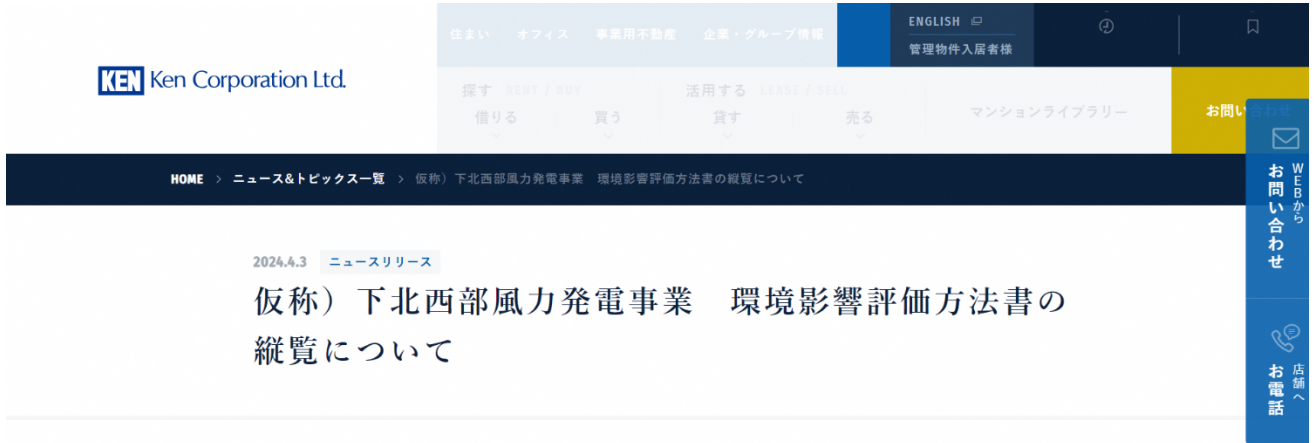 住まい オフィス 事業用不動産 企業・グループ情報
ENGLISH
管理物件入居者様
KEN Ken Corporation Ltd.
探す RENT / BUY 活用する LEASE / SELL
借りる 買う 貸す 売る マンションライブラリー お問い合わせ
HOME > ニュース&トピックス一覧 > 仮称）下北西部風力発電事業　環境影響評価方法書の縦覧について
WEBから
お問い合わせ
2024.4.3 ニュースリリース
仮称）下北西部風力発電事業　環境影響評価方法書の
縦覧について
店舗へ
お電話